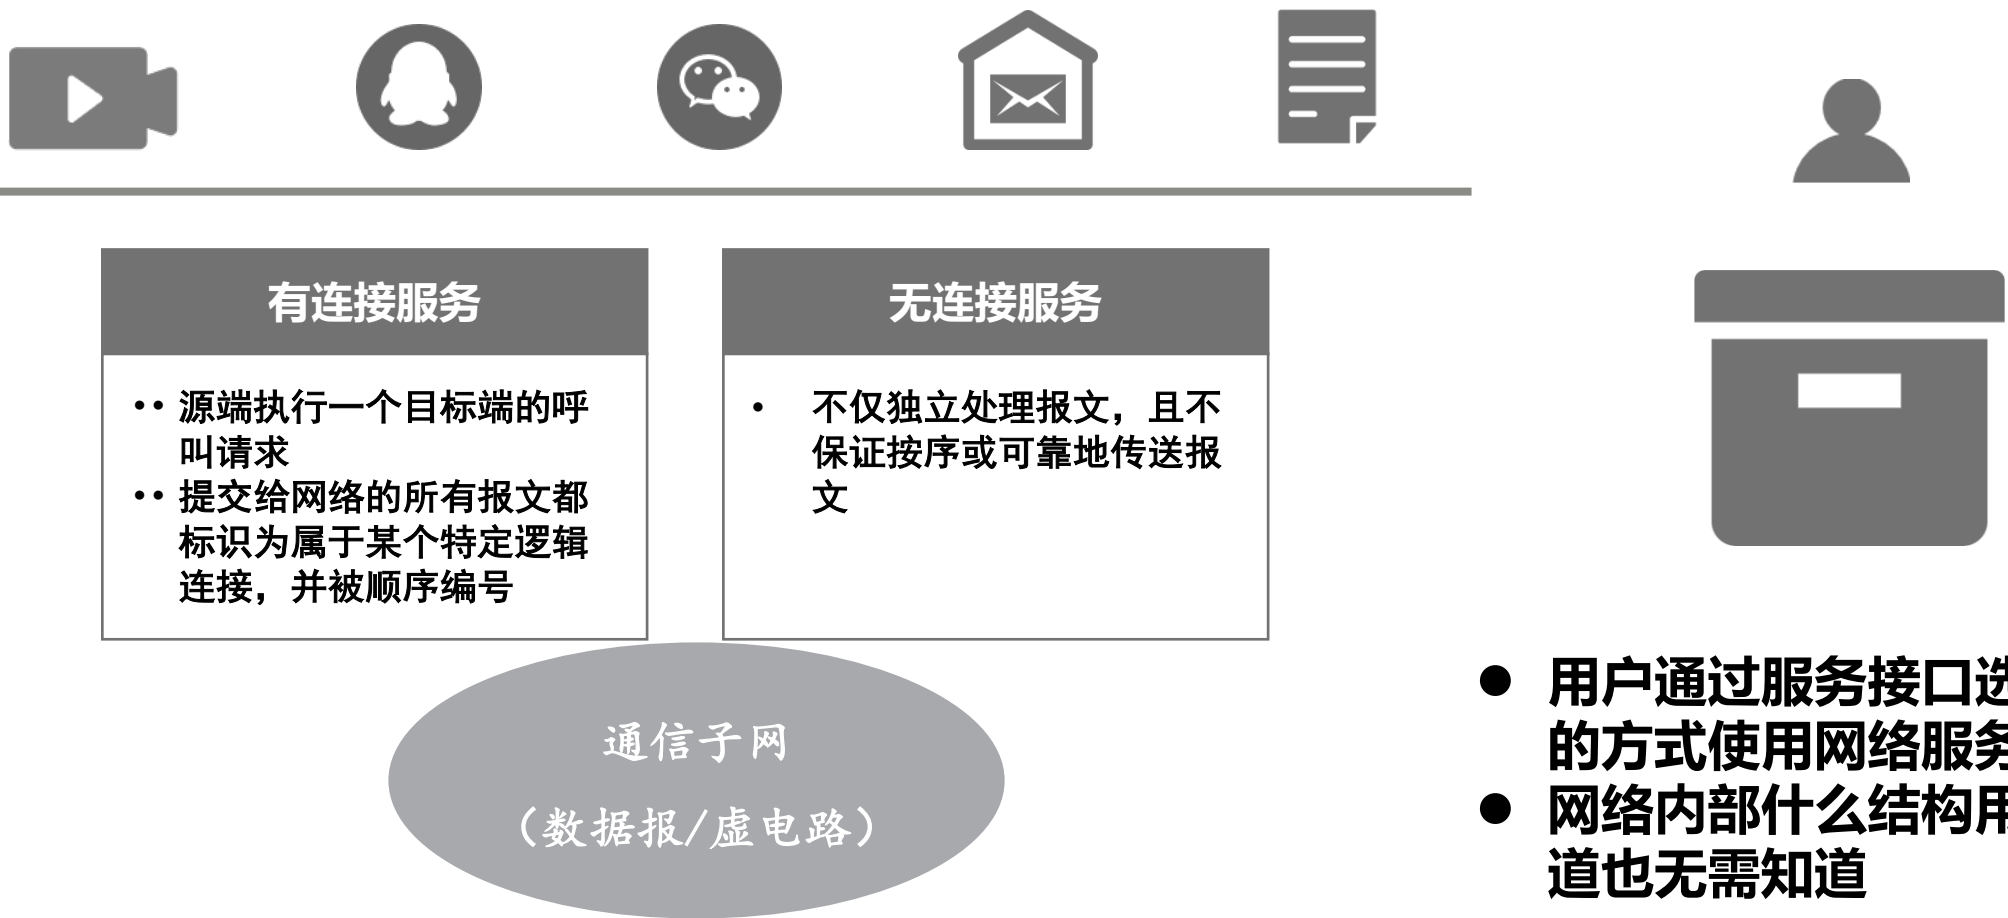 有连接服务
•• 源端执行一个目标端的呼
叫请求
•• 提交给网络的所有报文都
标识为属于某个特定逻辑
连接，并被顺序编号
无连接服务
• 不仅独立处理报文，且不
保证按序或可靠地传送报
文
通信子网
（数据报/虚电路）
● 用户通过服务接口选
的方式使用网络服务
● 网络内部什么结构用
道也无需知道